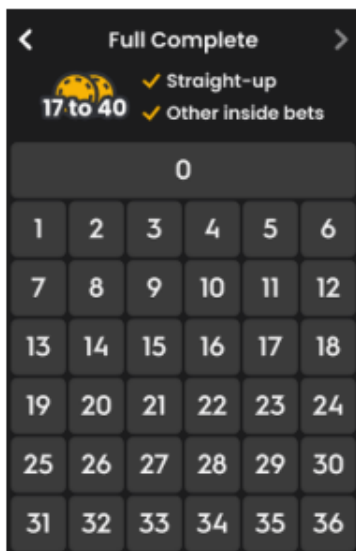 Full Complete
17 to 40
Straight-up
Other inside bets
0
1 2 3 4 5 6
7 8 9 10 11 12
13 14 15 16 17 18
19 20 21 22 23 24
25 26 27 28 29 30
31 32 33 34 35 36